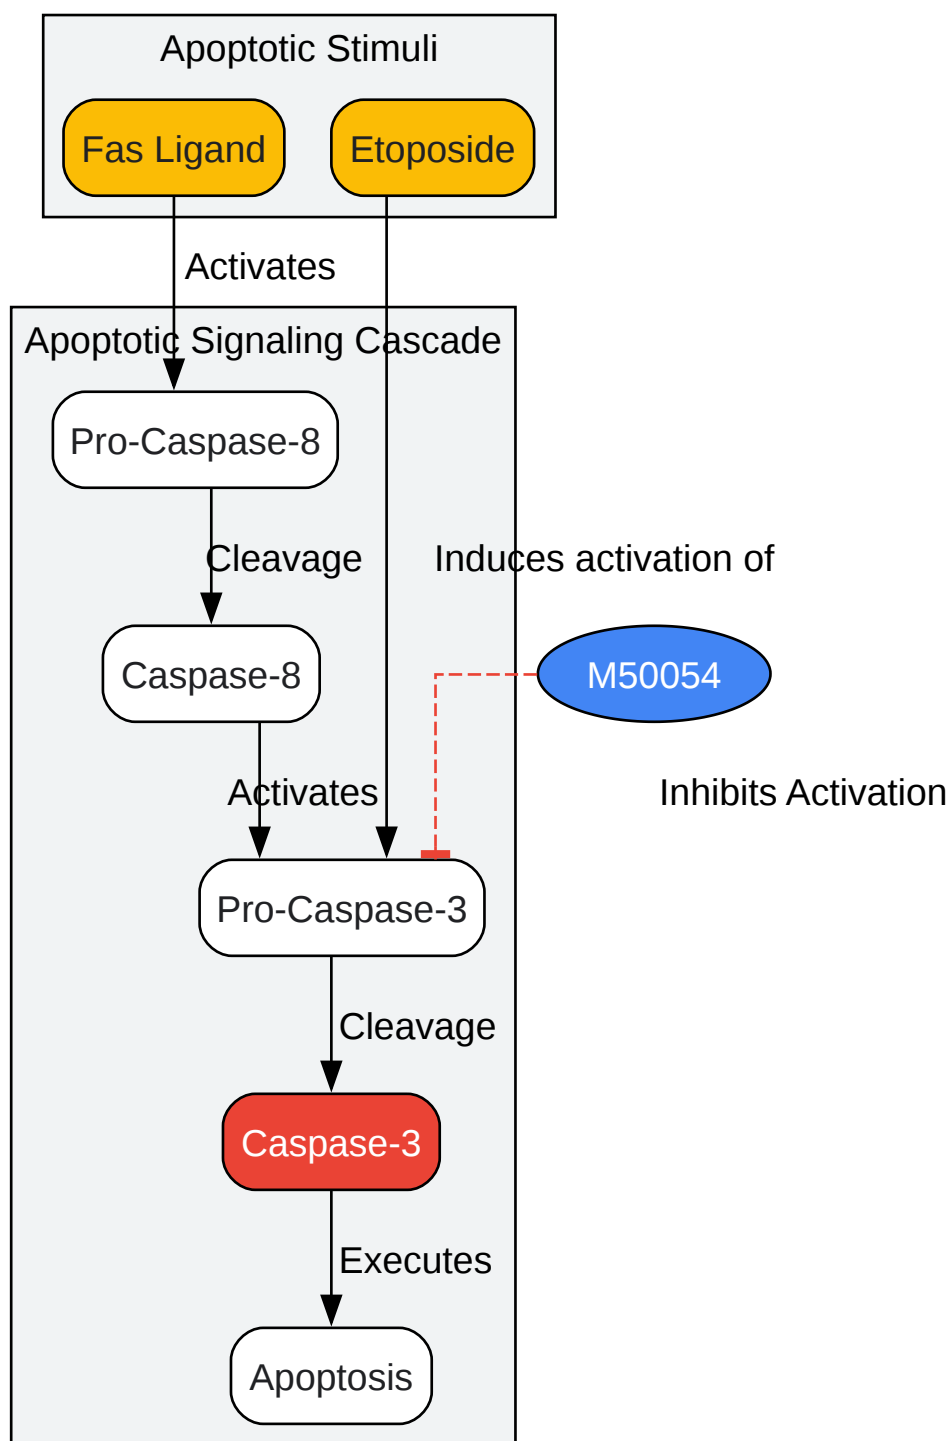 Apoptotic Stimuli
Fas Ligand
Etoposide
Activates
Apoptotic Signaling Cascade
Pro-Caspase-8
Cleavage
Induces activation of
Caspase-8
M50054
Activates
Inhibits Activation
Pro-Caspase-3
Cleavage
Caspase-3
Executes
Apoptosis